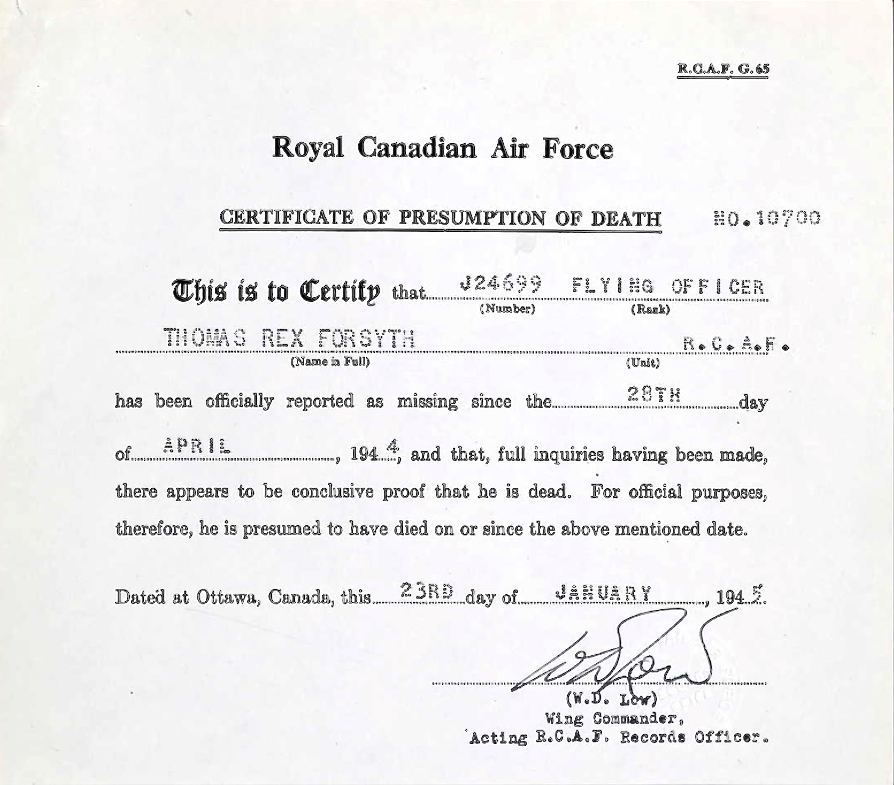 R.C.A.F. G.65
Royal Canadian Air Force
CERTIFICATE OF PRESUMPTION OF DEATH NO.10700
This is to Certify that J24699 FLYING OFFICER
(Number) (Rank)
THOMAS REX FORSYTH R.C.A.F.
(Name in Full) (Unit)
has been officially reported as missing since the 28TH day
of APRIL, 1944, and that, full inquiries having been made,
there appears to be conclusive proof that he is dead. For official purposes,
therefore, he is presumed to have died on or since the above mentioned date.
Dated at Ottawa, Canada, this 23RD day of JANUARY, 1945.
WD Low
(W.D. Low)
Wing Commander,
Acting R.C.A.F. Records Officer.